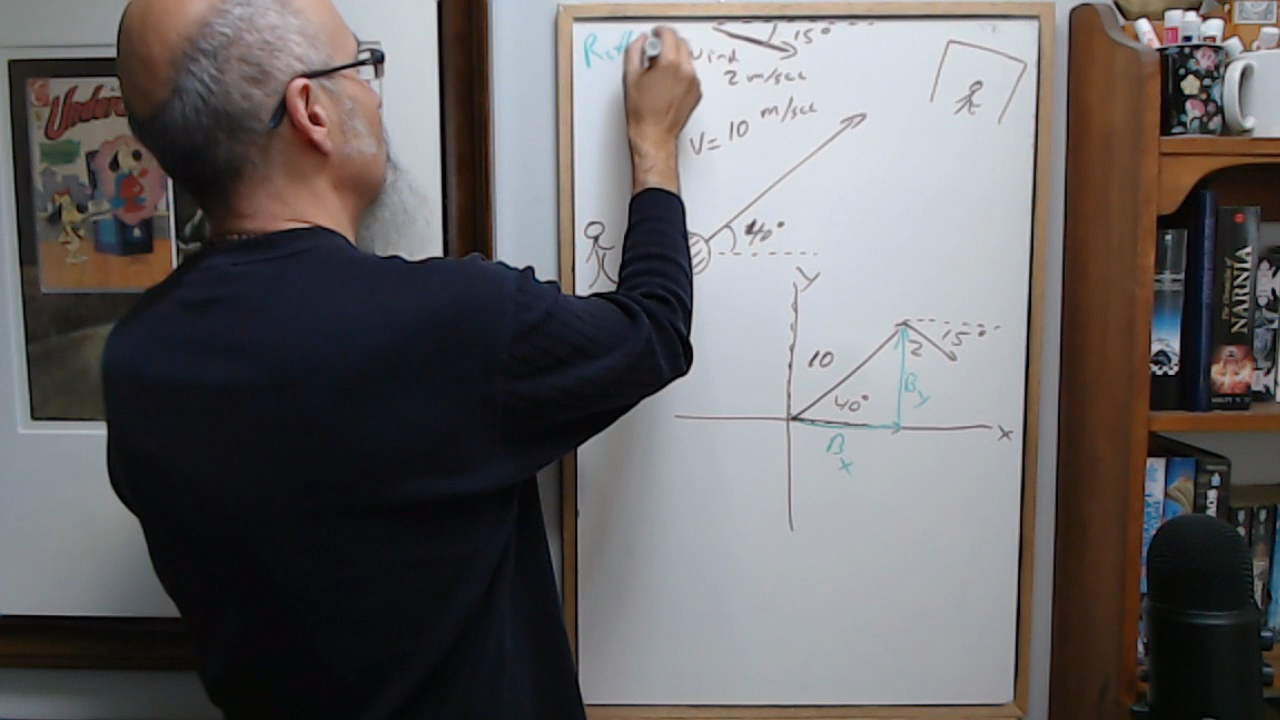 15°
wind
2 m/sec
V= 10 m/sec
40°
y
10
2
15°
40°
By
Bx
x
NARNIA